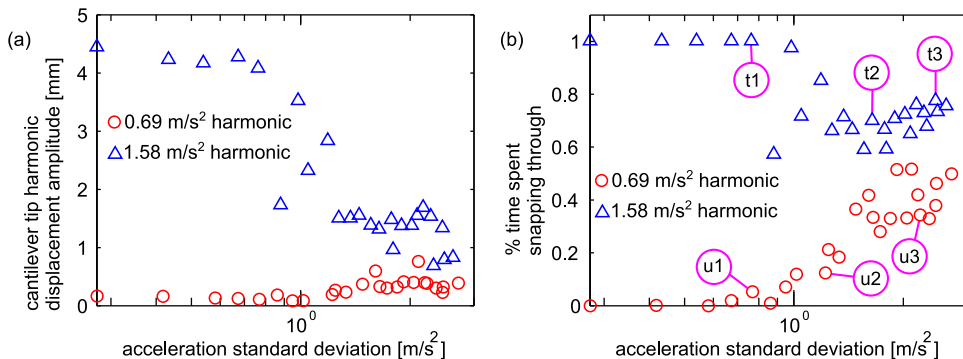 (a)
cantilever tip harmonic
displacement amplitude [mm]
5
4
3
2
1
0
0.69 m/s² harmonic
1.58 m/s² harmonic
10⁰
acceleration standard deviation [m/s²]
(b)
% time spent
snapping through
1
0.8
0.6
0.4
0.2
0
t1
t2
t3
0.69 m/s² harmonic
1.58 m/s² harmonic
u1
u2
u3
10⁰
acceleration standard deviation [m/s²]